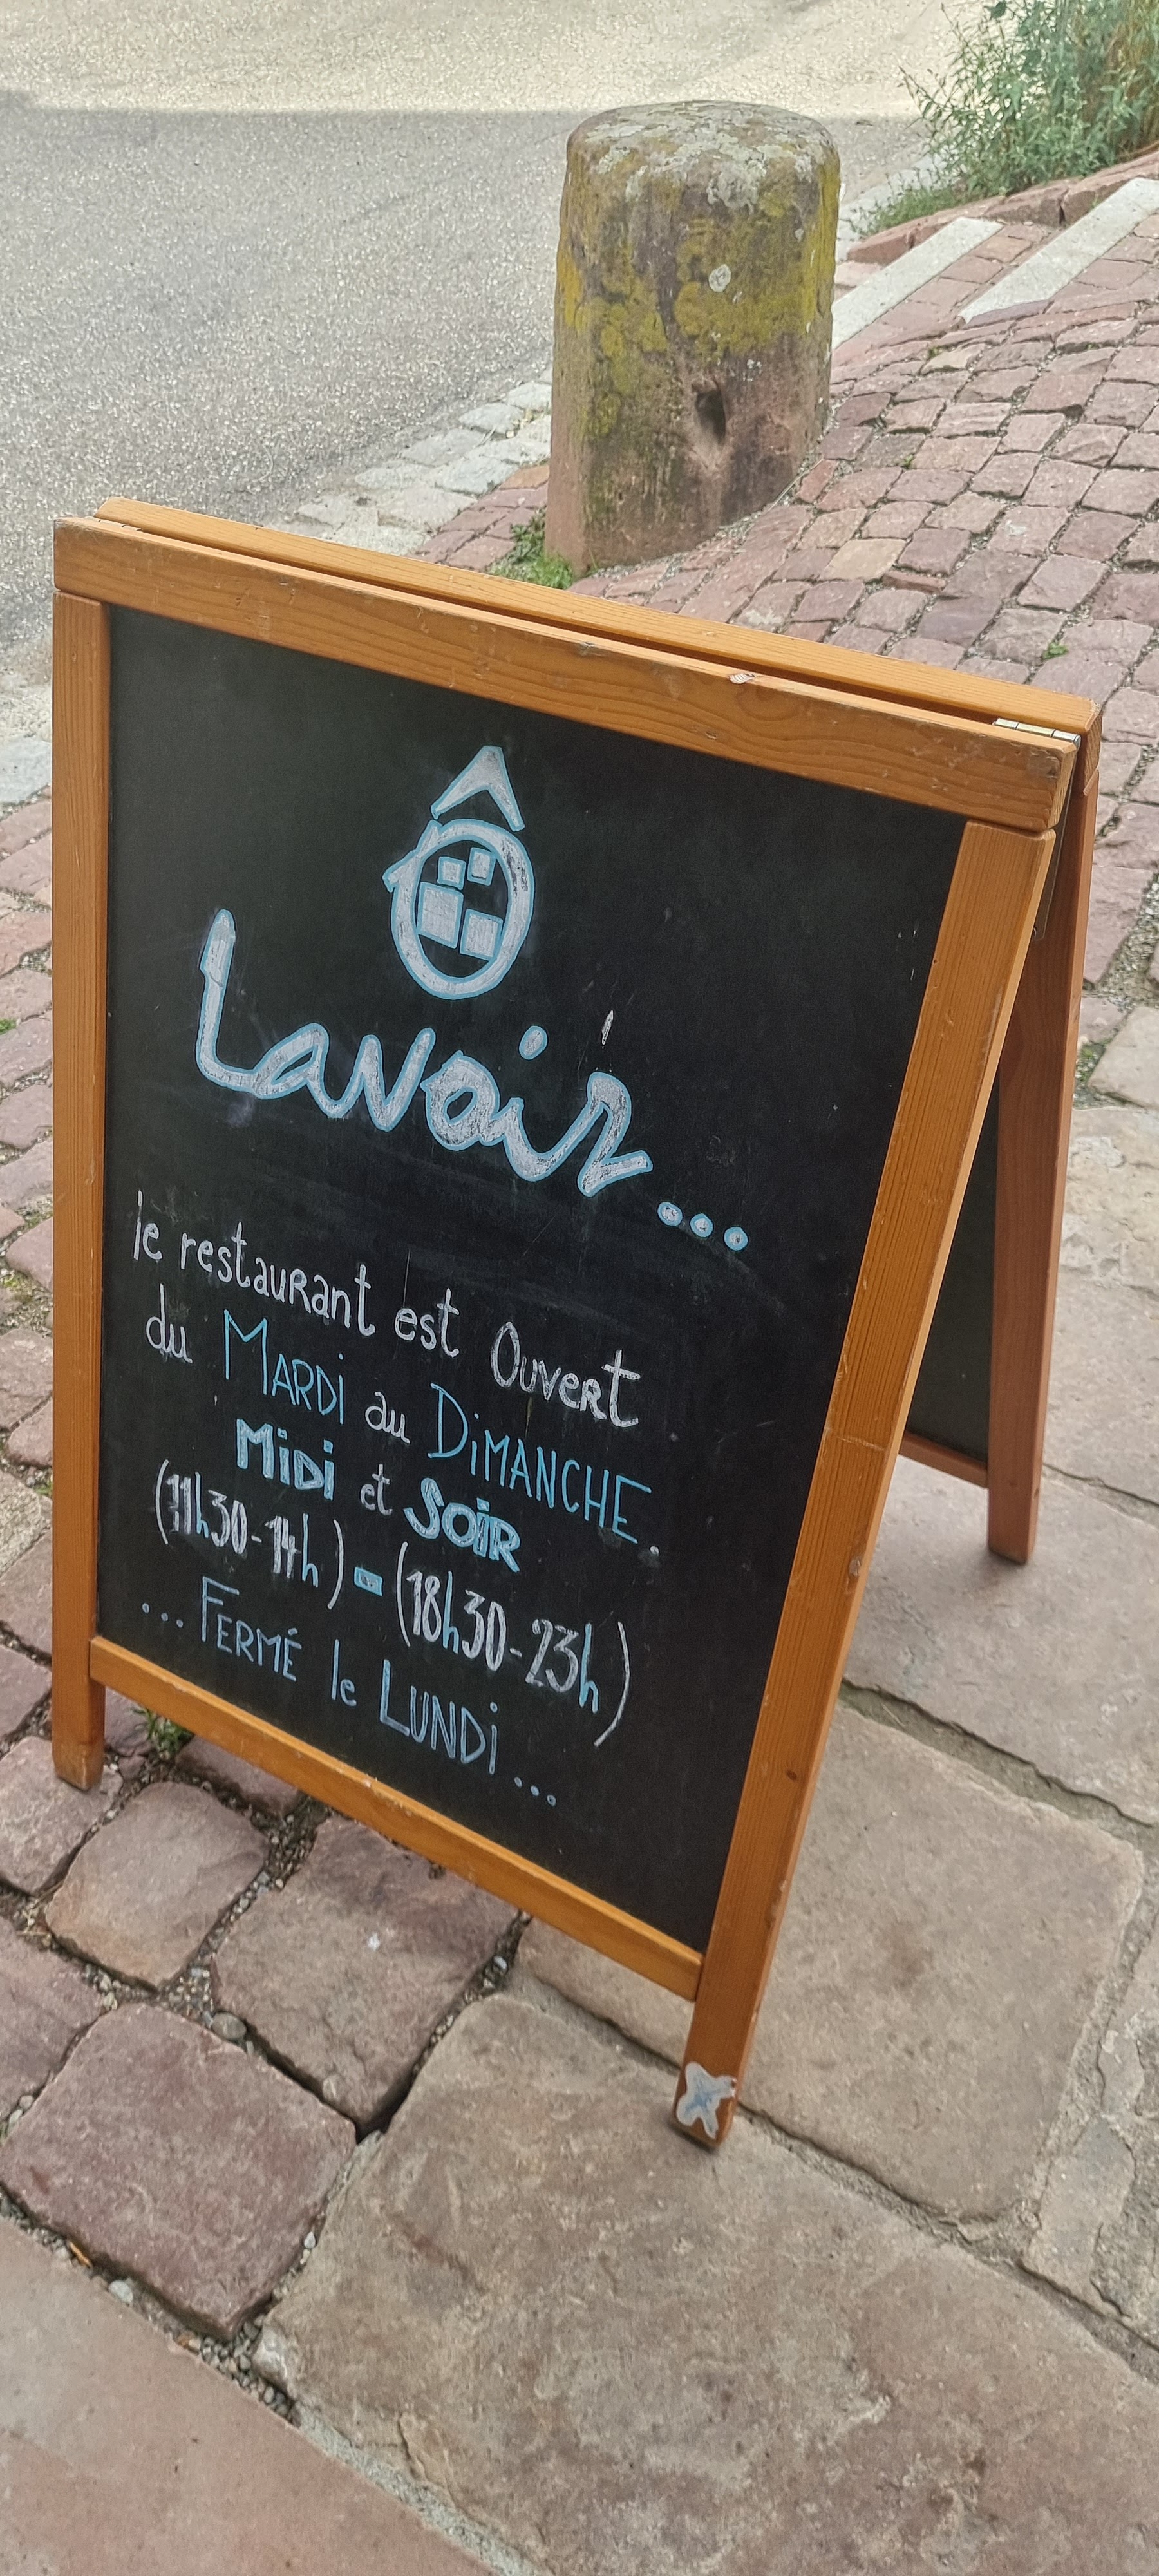 Ô
Lavoir...
le restaurant est Ouvert
du MARDi au DiMANCHE.
MiDi et SOiR
(11h30-14h)-(18h30-23h)
...FERMÉ le LUNDi...